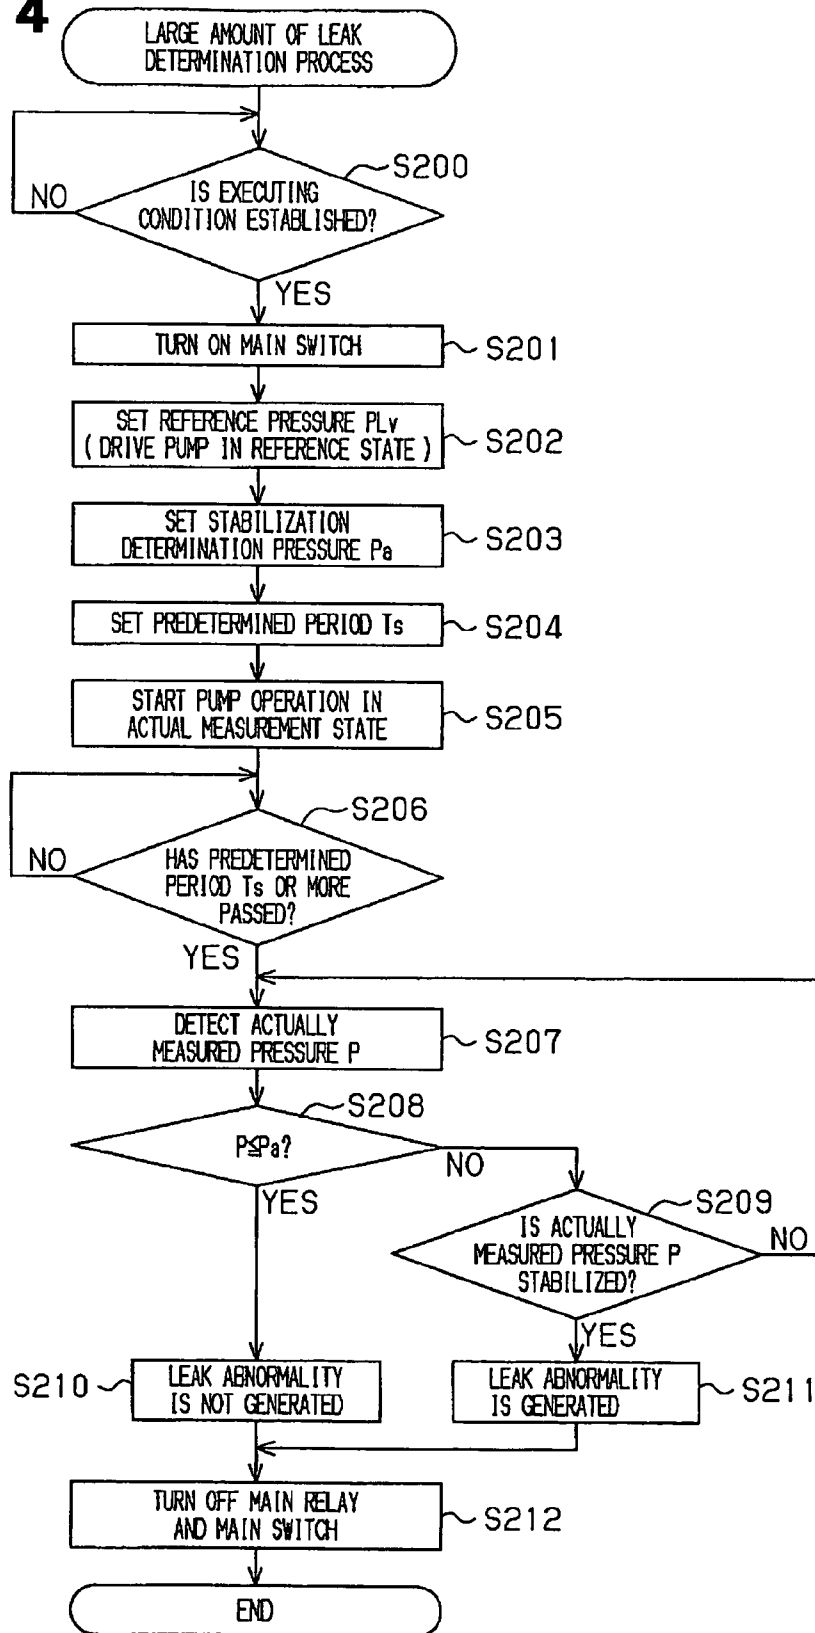 4
LARGE AMOUNT OF LEAK
DETERMINATION PROCESS
S200
NO
IS EXECUTING
CONDITION ESTABLISHED?
YES
TURN ON MAIN SWITCH
S201
SET REFERENCE PRESSURE PLv
( DRIVE PUMP IN REFERENCE STATE )
S202
SET STABILIZATION
DETERMINATION PRESSURE Pa
S203
SET PREDETERMINED PERIOD Ts
S204
START PUMP OPERATION IN
ACTUAL MEASUREMENT STATE
S205
S206
NO
HAS PREDETERMINED
PERIOD Ts OR MORE
PASSED?
YES
DETECT ACTUALLY
MEASURED PRESSURE P
S207
S208
P≦Pa?
NO
YES
S209
IS ACTUALLY
MEASURED PRESSURE P
STABILIZED?
NO
YES
S210
LEAK ABNORMALITY
IS NOT GENERATED
LEAK ABNORMALITY
IS GENERATED
S211
TURN OFF MAIN RELAY
AND MAIN SWITCH
S212
END